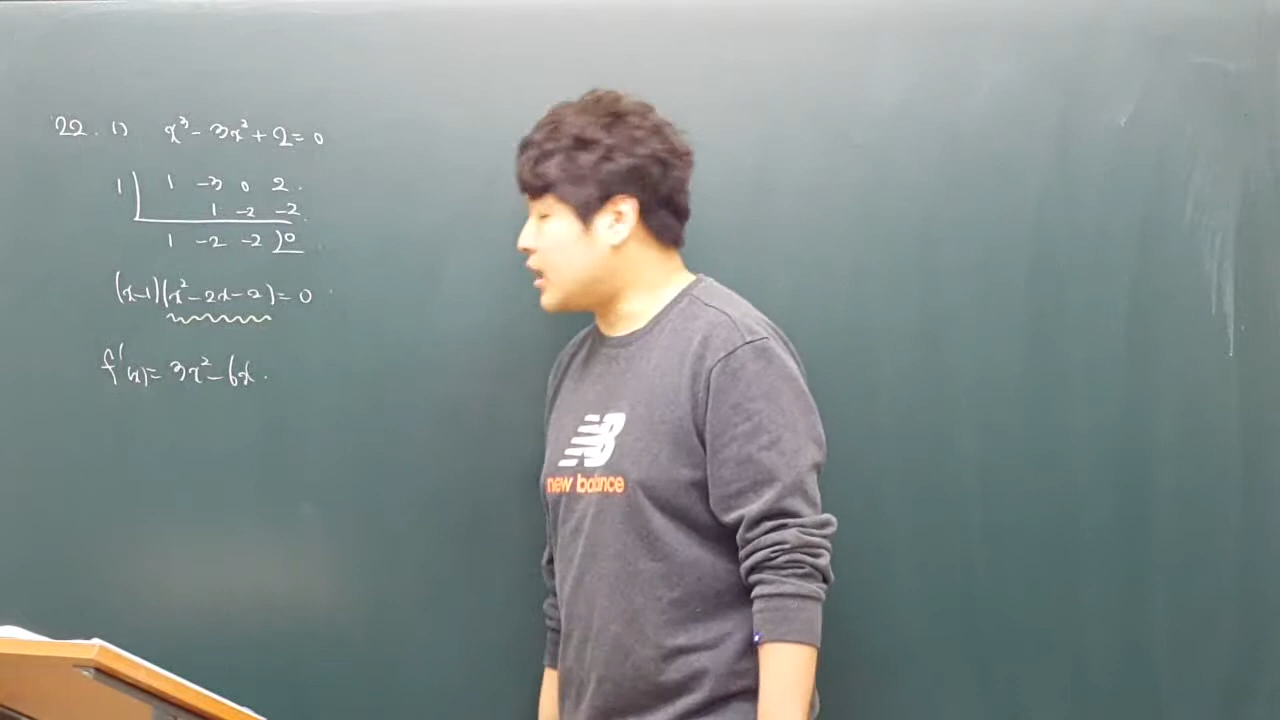 22. 1) x³-3x²+2=0
1 | 1 -3 0 2
1 -2 -2
1 -2 -2 ) 0
(x-1)(x²-2x-2)=0
f'(x)=3x²-6x.
new balance